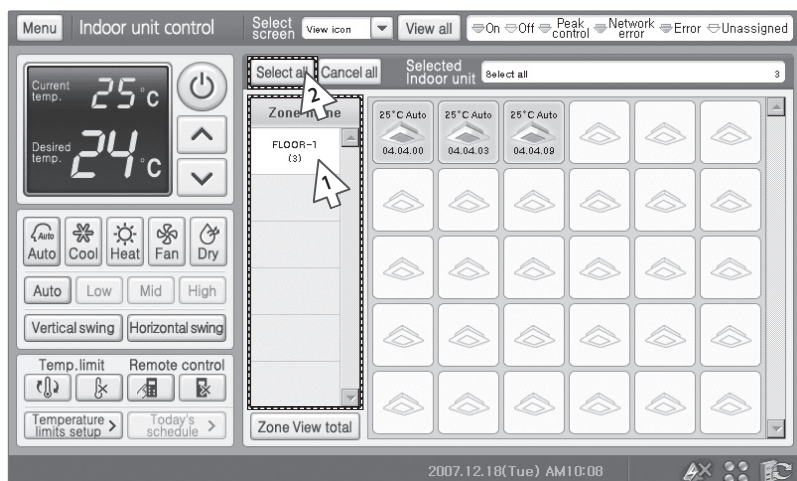 Menu Indoor unit control Select screen View icon View all On Off Peak control Network error Error Unassigned
Select all Cancel all Selected Indoor unit Select all 3
Current temp. 25°C
Desired temp. 24°C
Zone name
FLOOR-1
(3)
1
2
25°C Auto 25°C Auto 25°C Auto
04.04.00 04.04.03 04.04.09
Auto
Auto Cool Heat Fan Dry
Auto Low Mid High
Vertical swing Horizontal swing
Temp.limit Remote control
Temperature limits setup > Today's schedule >
Zone View total
2007.12.18(Tue) AM10:08